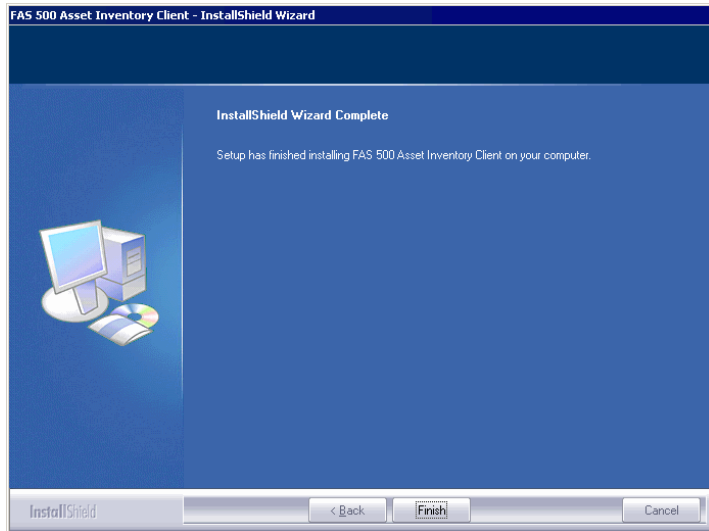 FAS 500 Asset Inventory Client - InstallShield Wizard
InstallShield Wizard Complete
Setup has finished installing FAS 500 Asset Inventory Client on your computer.
InstallShield
< Back
Finish
Cancel